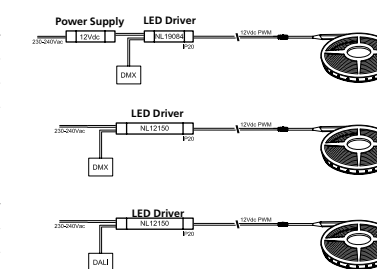 Power Supply LED Driver
230-240Vac 12Vdc NL19084 12Vdc PWM
IP20
DMX
LED Driver
230-240Vac NL12150 12Vdc PWM
IP20
DMX
LED Driver
230-240Vac NL12150 12Vdc PWM
IP20
DALI